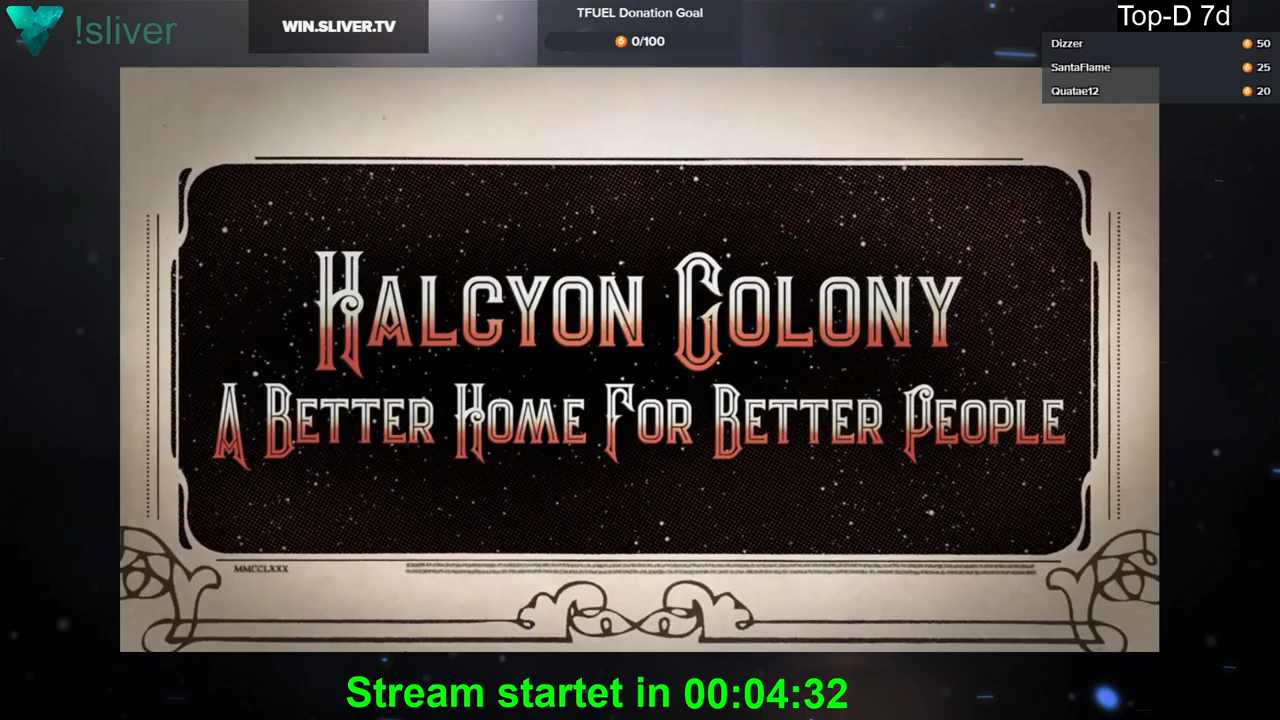 !sliver
WIN.SLIVER.TV
TFUEL Donation Goal
0/100
Top-D 7d
Dizzer 50
SantaFlame 25
Quatae12 20
HALCYON COLONY
A BETTER HOME FOR BETTER PEOPLE
MMCCLXXX
Stream startet in 00:04:32